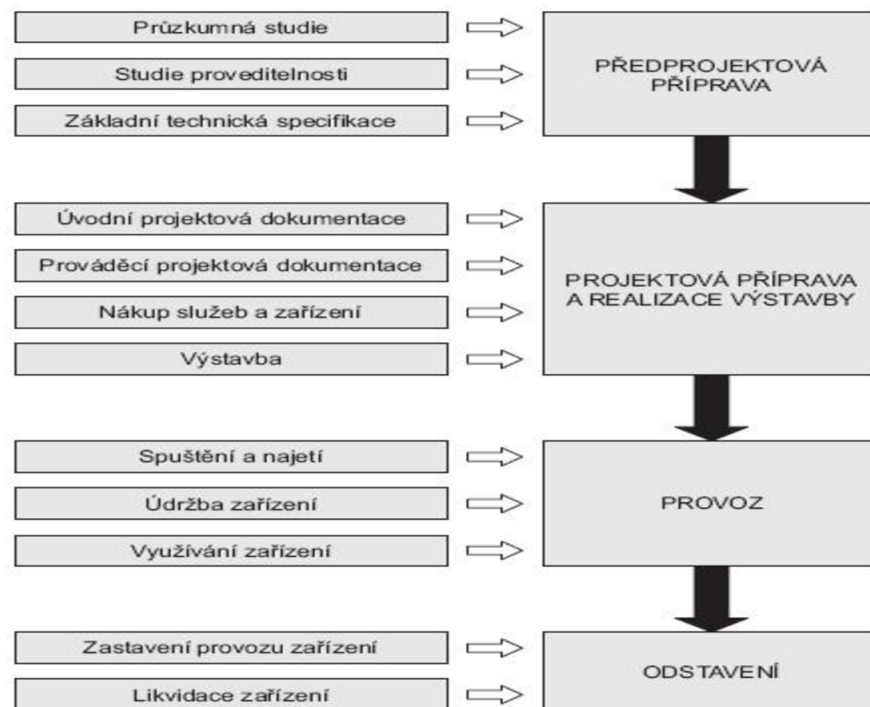 Průzkumná studie
Studie proveditelnosti
Základní technická specifikace
PŘEDPROJEKTOVÁ
PŘÍPRAVA
Úvodní projektová dokumentace
Prováděcí projektová dokumentace
Nákup služeb a zařízení
Výstavba
PROJEKTOVÁ PŘÍPRAVA
A REALIZACE VÝSTAVBY
Spuštění a najetí
Údržba zařízení
Využívání zařízení
PROVOZ
Zastavení provozu zařízení
Likvidace zařízení
ODSTAVENÍ